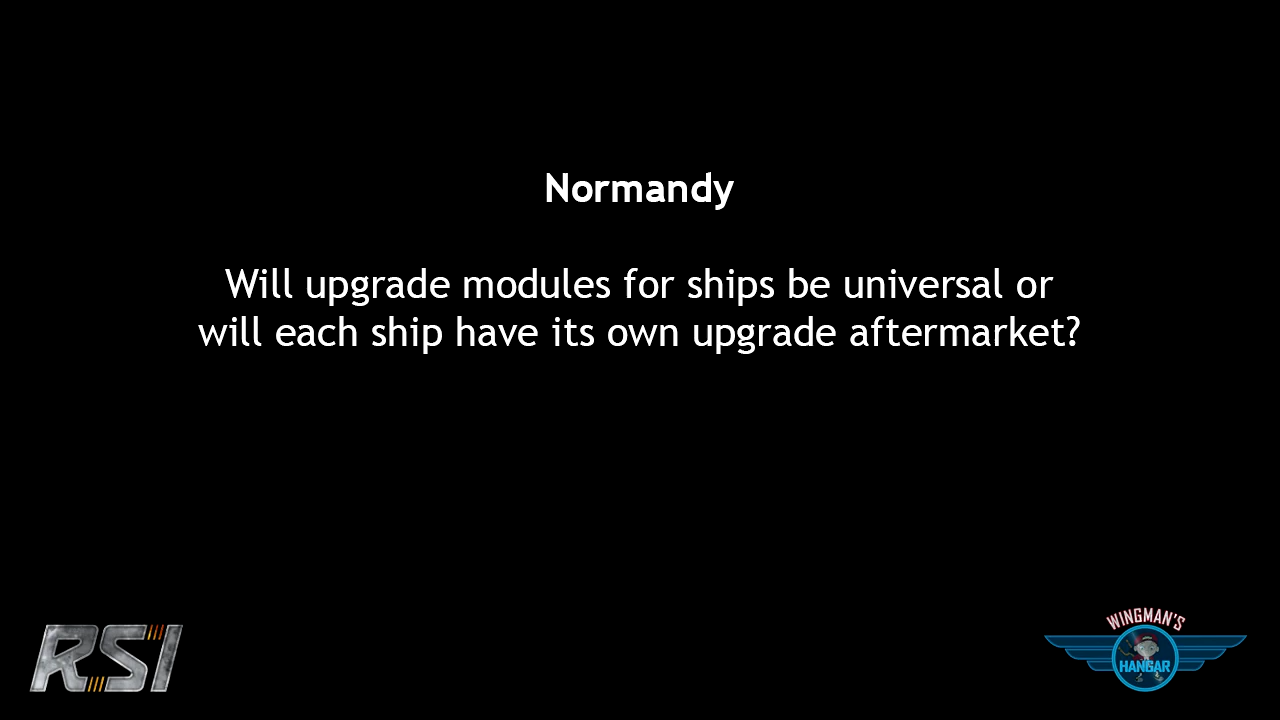 Normandy
Will upgrade modules for ships be universal or
will each ship have its own upgrade aftermarket?
RSI
WINGMAN'S
HANGAR